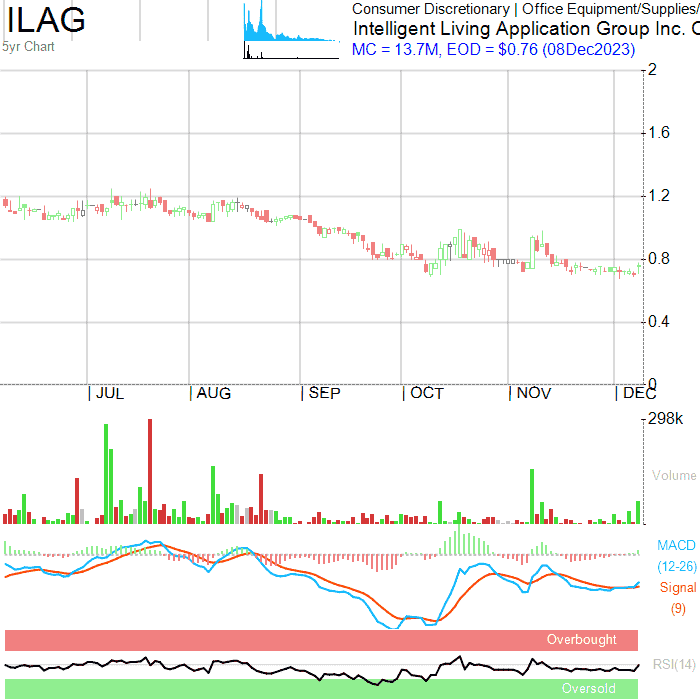 ILAG
5yr Chart
Consumer Discretionary | Office Equipment/Supplies/
Intelligent Living Application Group Inc. 
MC = 13.7M, EOD = $0.76 (08Dec2023)
2
1.6
1.2
0.8
0.4
0
JUL AUG SEP OCT NOV DEC
298k
Volume
MACD
(12-26)
Signal
(9)
Overbought
RSI(14)
Oversold